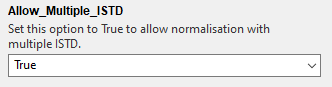 Allow_Multiple_ISTD
Set this option to True to allow normalisation with
multiple ISTD.
True